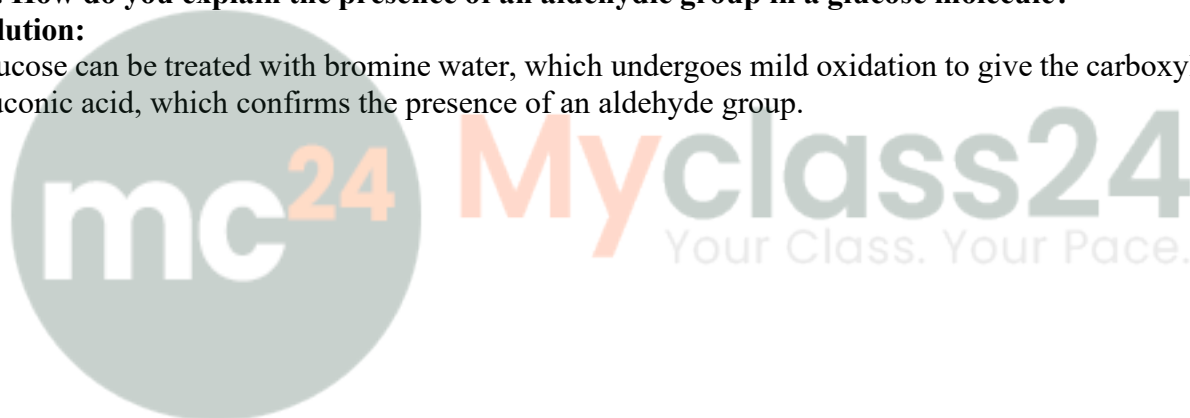 . How do you explain the presence of an aldehydic group in a glucose molecule?
lution:
ucose can be treated with bromine water, which undergoes mild oxidation to give the carboxy
uconic acid, which confirms the presence of an aldehyde group.
mc24
Myclass24
Your Class. Your Pace.